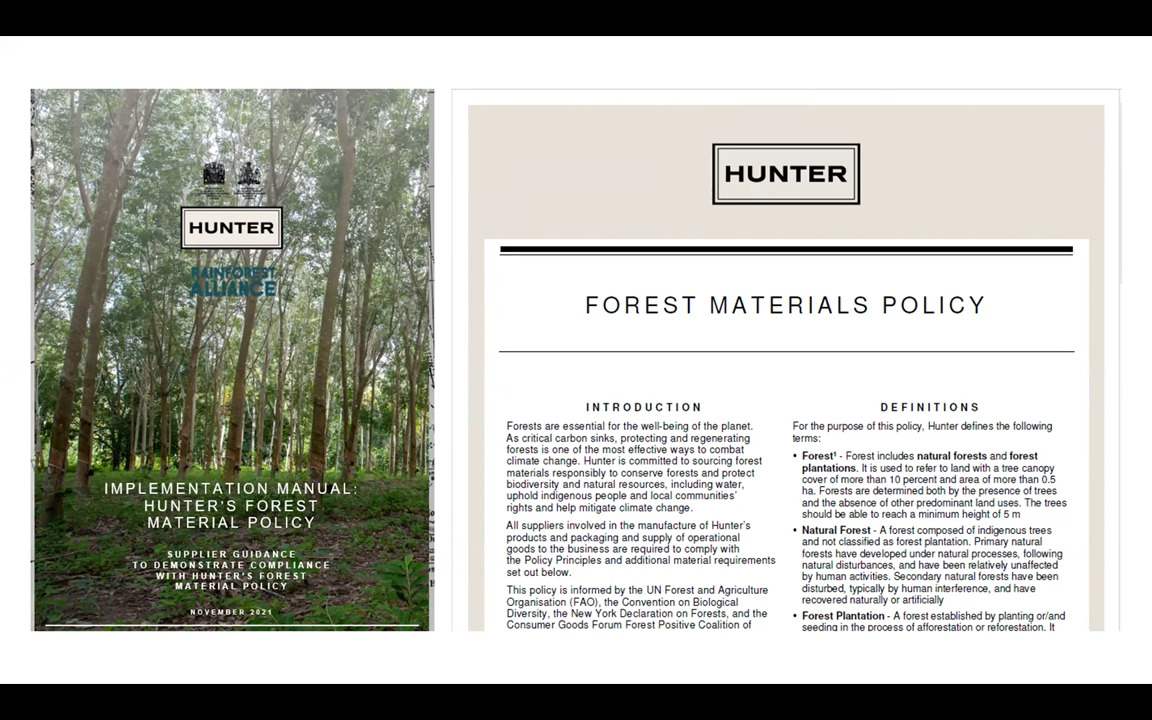 HUNTER
RAINFOREST
ALLIANCE
IMPLEMENTATION MANUAL:
HUNTER'S FOREST
MATERIAL POLICY
SUPPLIER GUIDANCE
TO DEMONSTRATE COMPLIANCE
WITH HUNTER'S FOREST
MATERIAL POLICY
NOVEMBER 2021
HUNTER
FOREST MATERIALS POLICY
INTRODUCTION
Forests are essential for the well-being of the planet.
As critical carbon sinks, protecting and regenerating
forests is one of the most effective ways to combat
climate change. Hunter is committed to sourcing forest
materials responsibly to conserve forests and protect
biodiversity and natural resources, including water,
uphold indigenous people and local communities'
rights and help mitigate climate change.
All suppliers involved in the manufacture of Hunter's
products and packaging and supply of operational
goods to the business are required to comply with
the Policy Principles and additional material requirements
set out below.
This policy is informed by the UN Forest and Agriculture
Organisation (FAO), the Convention on Biological
Diversity, the New York Declaration on Forests, and the
Consumer Goods Forum Forest Positive Coalition of
DEFINITIONS
For the purpose of this policy, Hunter defines the following
terms:
• Forest¹ - Forest includes natural forests and forest
plantations. It is used to refer to land with a tree canopy
cover of more than 10 percent and area of more than 0.5
ha. Forests are determined both by the presence of trees
and the absence of other predominant land uses. The trees
should be able to reach a minimum height of 5 m
• Natural Forest - A forest composed of indigenous trees
and not classified as forest plantation. Primary natural
forests have developed under natural processes, following
natural disturbances, and have been relatively unaffected
by human activities. Secondary natural forests have been
disturbed, typically by human interference, and have
recovered naturally or artificially
• Forest Plantation - A forest established by planting or/and
seeding in the process of afforestation or reforestation. It